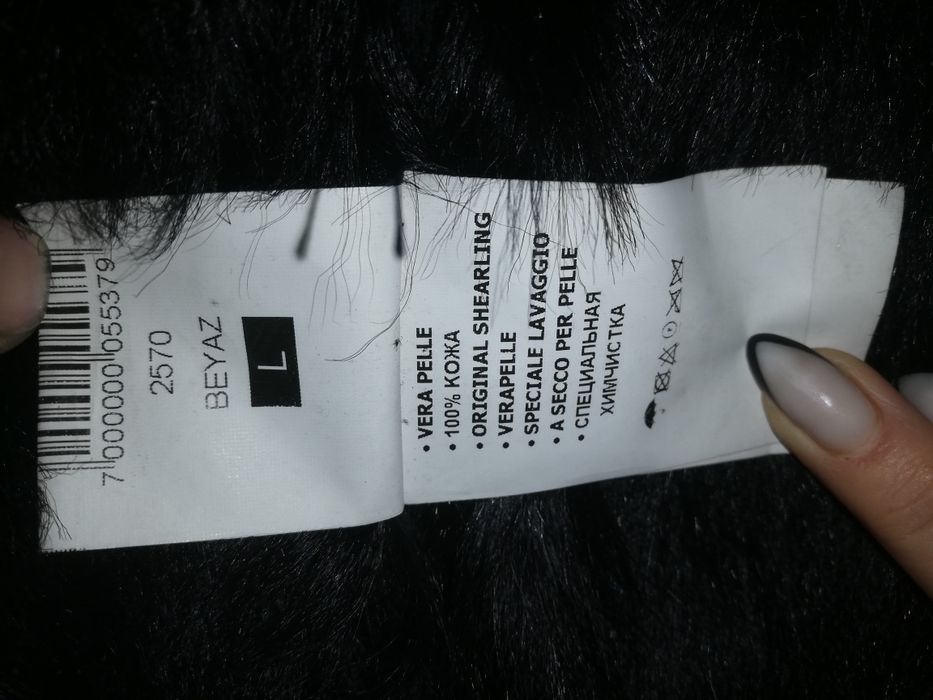 7000000055379
2570
BEYAZ
L
• VERA PELLE
• 100% КОЖА
• ORIGINAL SHEARLING
• VERAPELLE
• SPECIALE LAVAGGIO
• A SECCO PER PELLE
• СПЕЦИАЛЬНАЯ
ХИМЧИСТКА